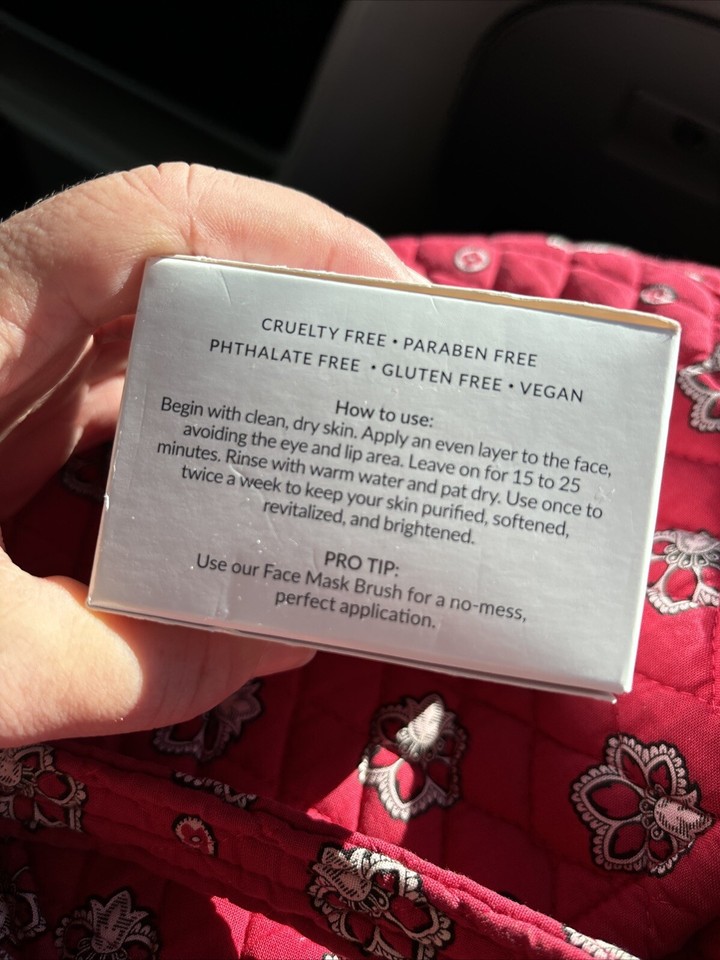 CRUELTY FREE • PARABEN FREE
PHTHALATE FREE • GLUTEN FREE • VEGAN
How to use:
Begin with clean, dry skin. Apply an even layer to the face,
avoiding the eye and lip area. Leave on for 15 to 25
minutes. Rinse with warm water and pat dry. Use once to
twice a week to keep your skin purified, softened,
revitalized, and brightened.
PRO TIP:
Use our Face Mask Brush for a no-mess,
perfect application.